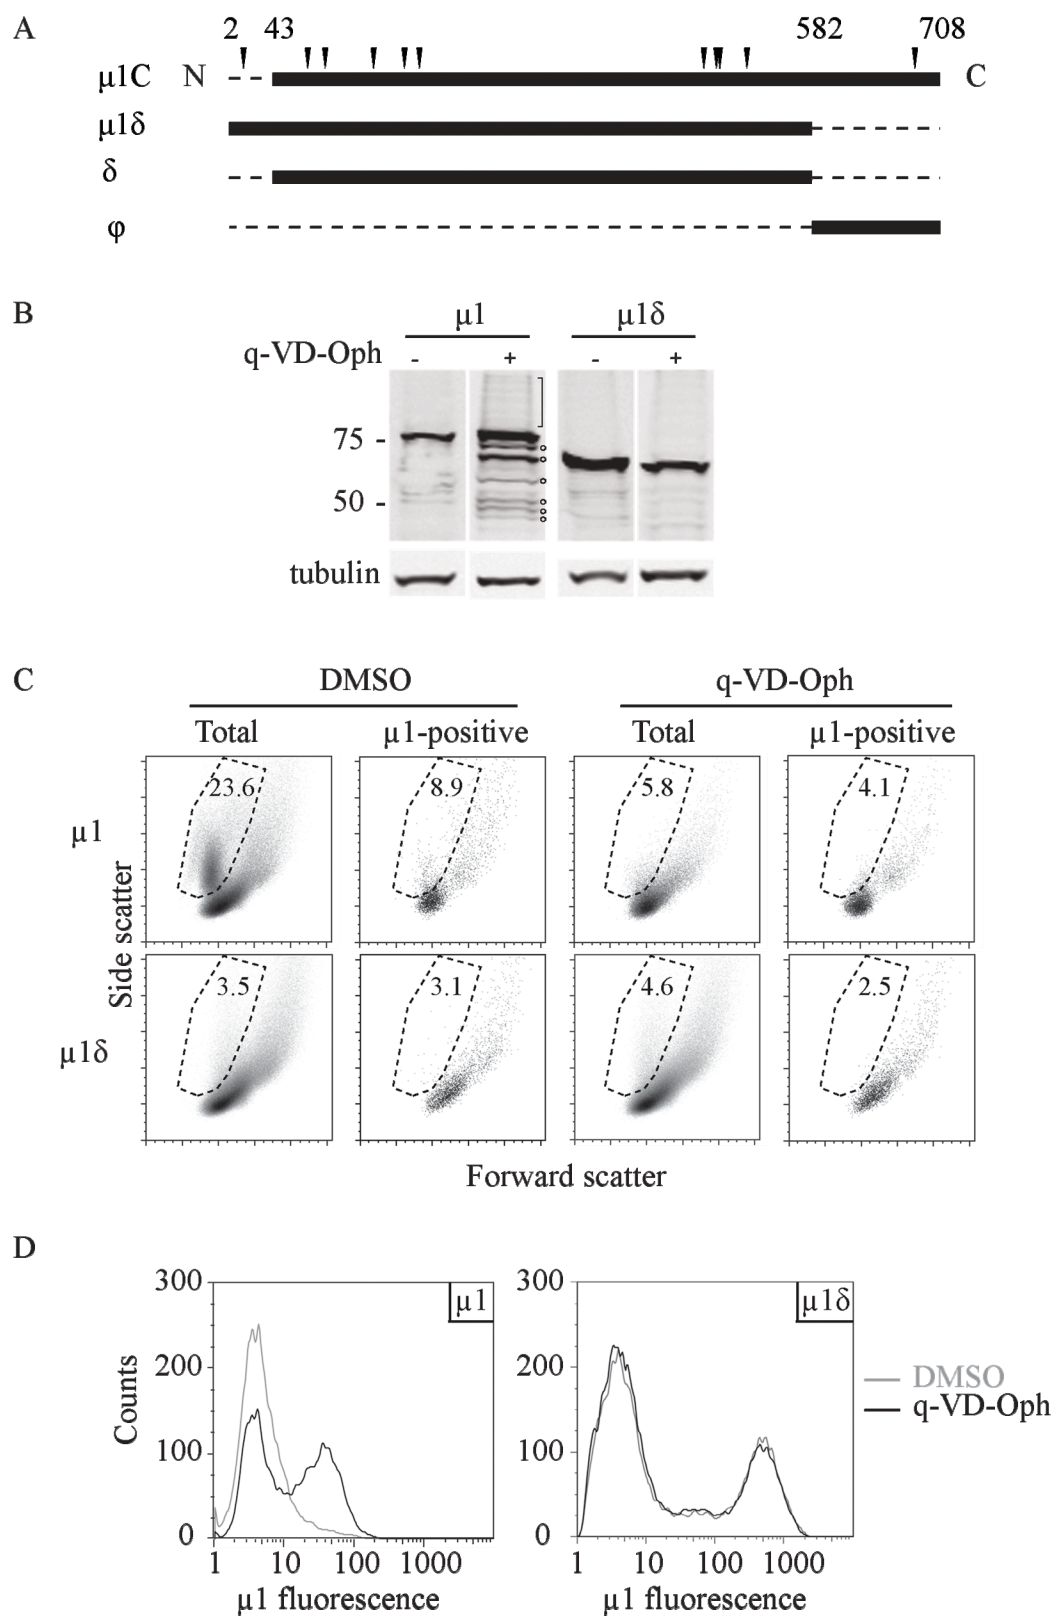 A
2 43 582 708
µ1C N C
µ1δ
δ
φ
B
µ1 µ1δ
q-VD-Oph - + - +
75 -
50 -
tubulin
C
DMSO q-VD-Oph
Total µ1-positive Total µ1-positive
µ1 23.6 8.9 5.8 4.1
Side scatter
µ1δ 3.5 3.1 4.6 2.5
Forward scatter
D
300 µ1 300 µ1δ
200 200
100 100
0 0
Counts
DMSO
q-VD-Oph
1 10 100 1000 1 10 100 1000
µ1 fluorescence µ1 fluorescence